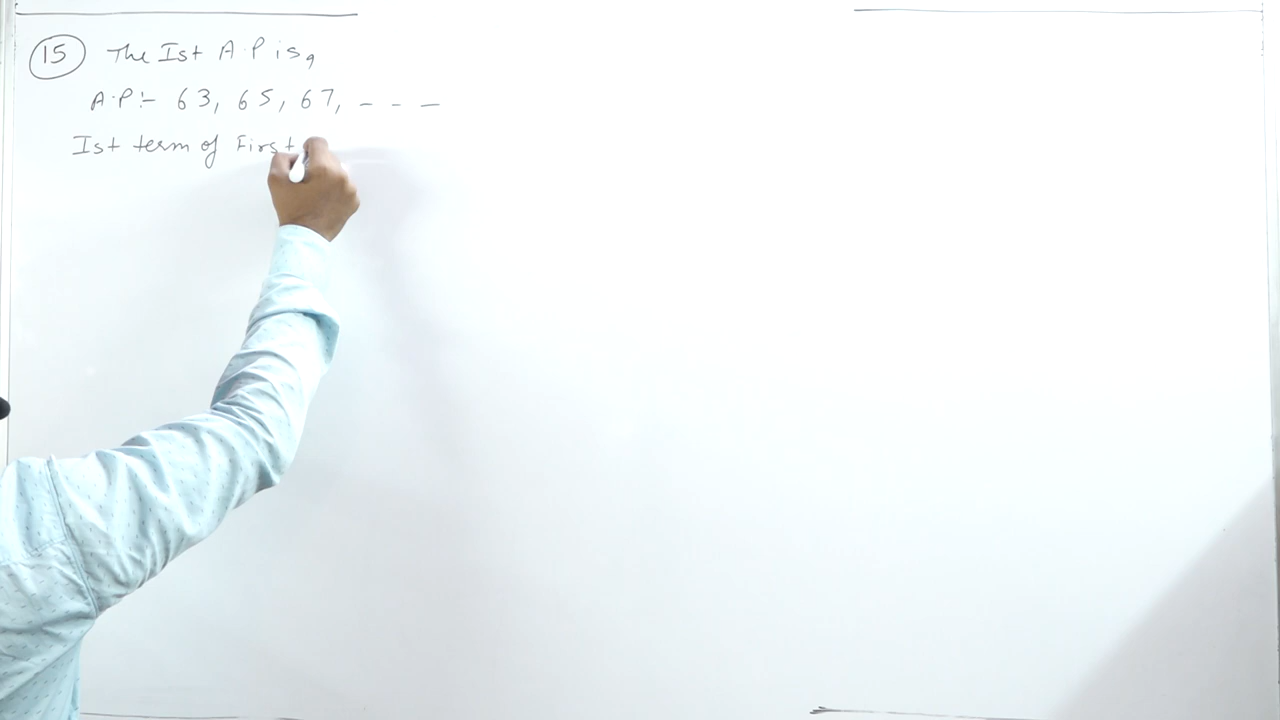 15 The Ist A.P is,
A.P:- 63, 65, 67, - - -
Ist term of First